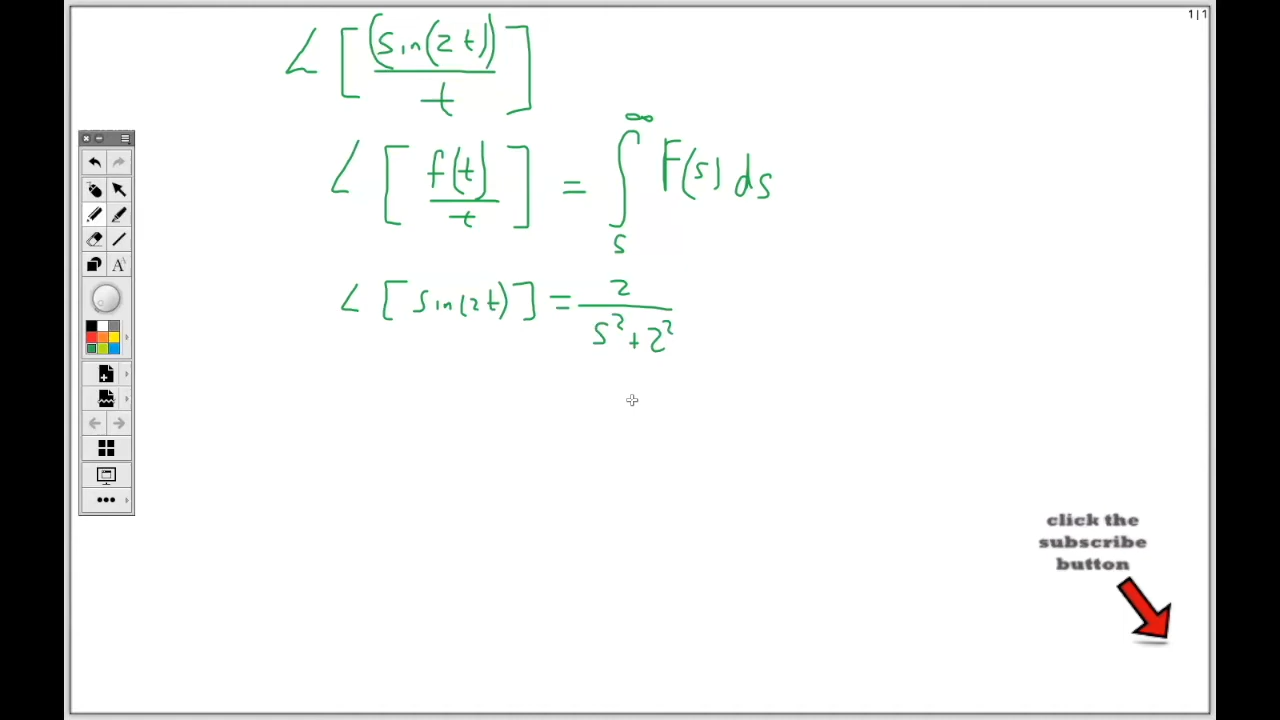 1|1
L [ (sin(2t)) / t ]
L [ f(t) / t ] = ∫_s^∞ F(s) ds
L [ sin(2t) ] = 2 / (s² + 2²)
A
click the
subscribe
button